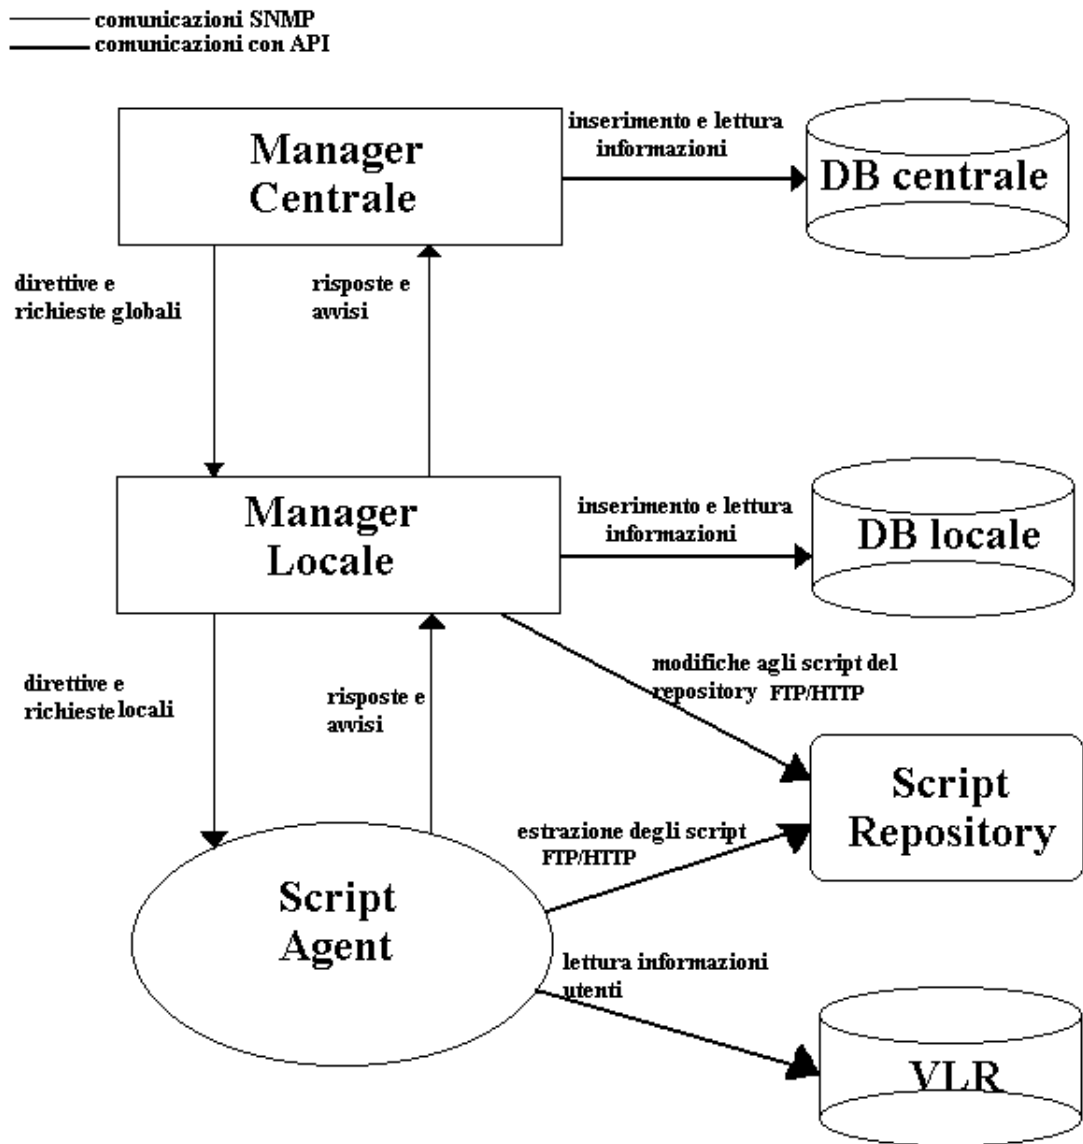 comunicazioni SNMP
comunicazioni con API
Manager
Centrale
inserimento e lettura
informazioni
DB centrale
direttive e
richieste globali
risposte e
avvisi
Manager
Locale
inserimento e lettura
informazioni
DB locale
direttive e
richieste locali
risposte e
avvisi
modifiche agli script del
repository FTP/HTTP
Script
Repository
estrazione degli script
FTP/HTTP
Script
Agent
lettura informazioni
utenti
VLR